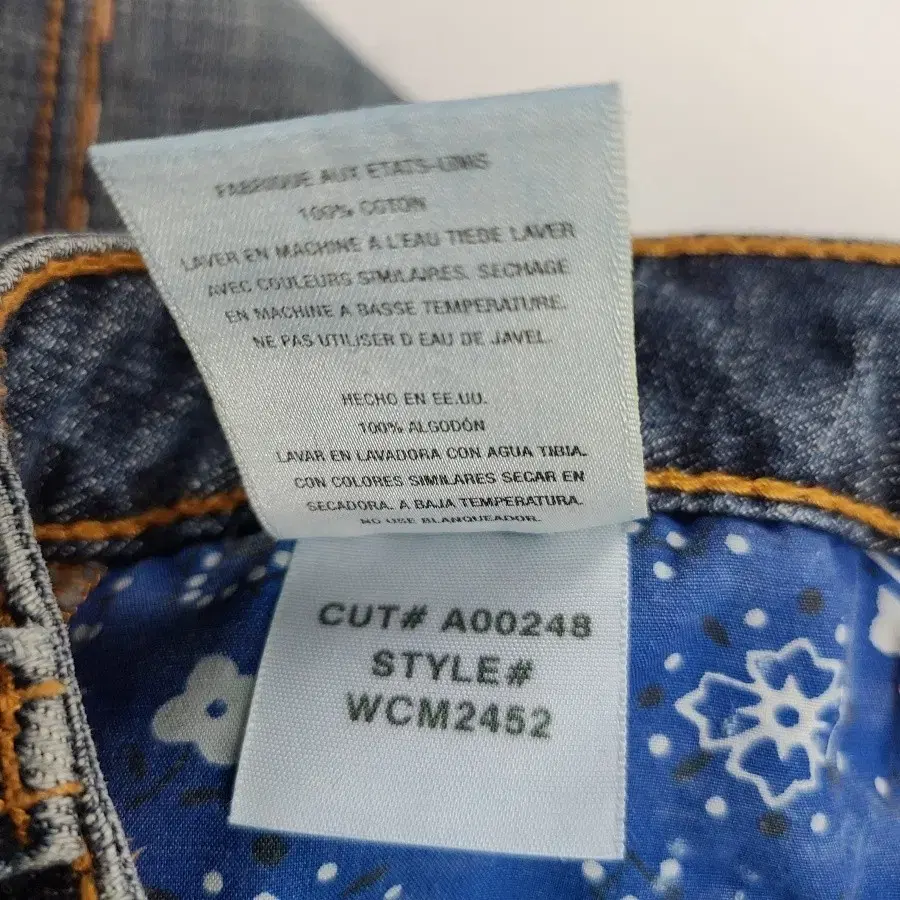 FABRIQUE AUX ETATS-UNIS
100% COTON
LAVER EN MACHINE A L'EAU TIEDE LAVER
AVEC COULEURS SIMILAIRES. SECHAGE
EN MACHINE A BASSE TEMPERATURE.
NE PAS UTILISER D EAU DE JAVEL.
HECHO EN EE.UU.
100% ALGODÓN
LAVAR EN LAVADORA CON AGUA TIBIA.
CON COLORES SIMILARES SECAR EN
SECADORA. A BAJA TEMPERATURA.
NO USE BLANQUEADOR.
CUT# A00248
STYLE#
WCM2452